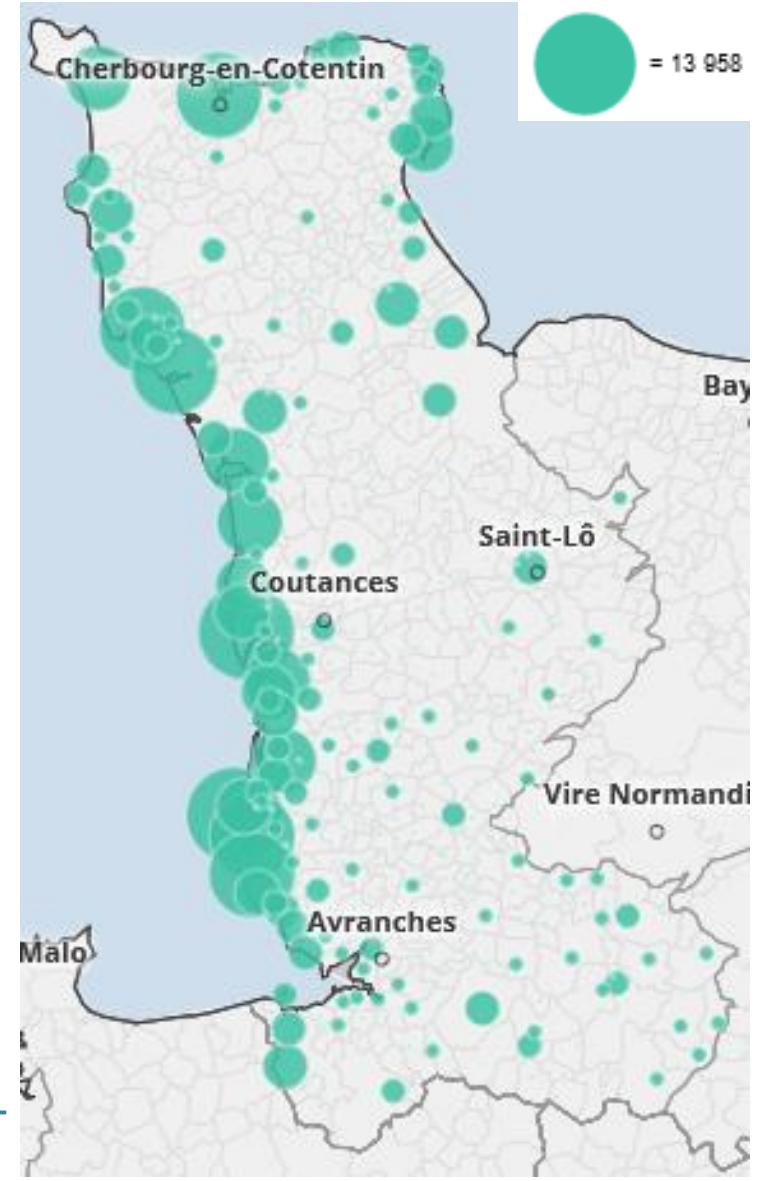 = 13 958
Cherbourg-en-Cotentin
Bay
Saint-Lô
Coutances
Vire Normandi
Avranches
Malo